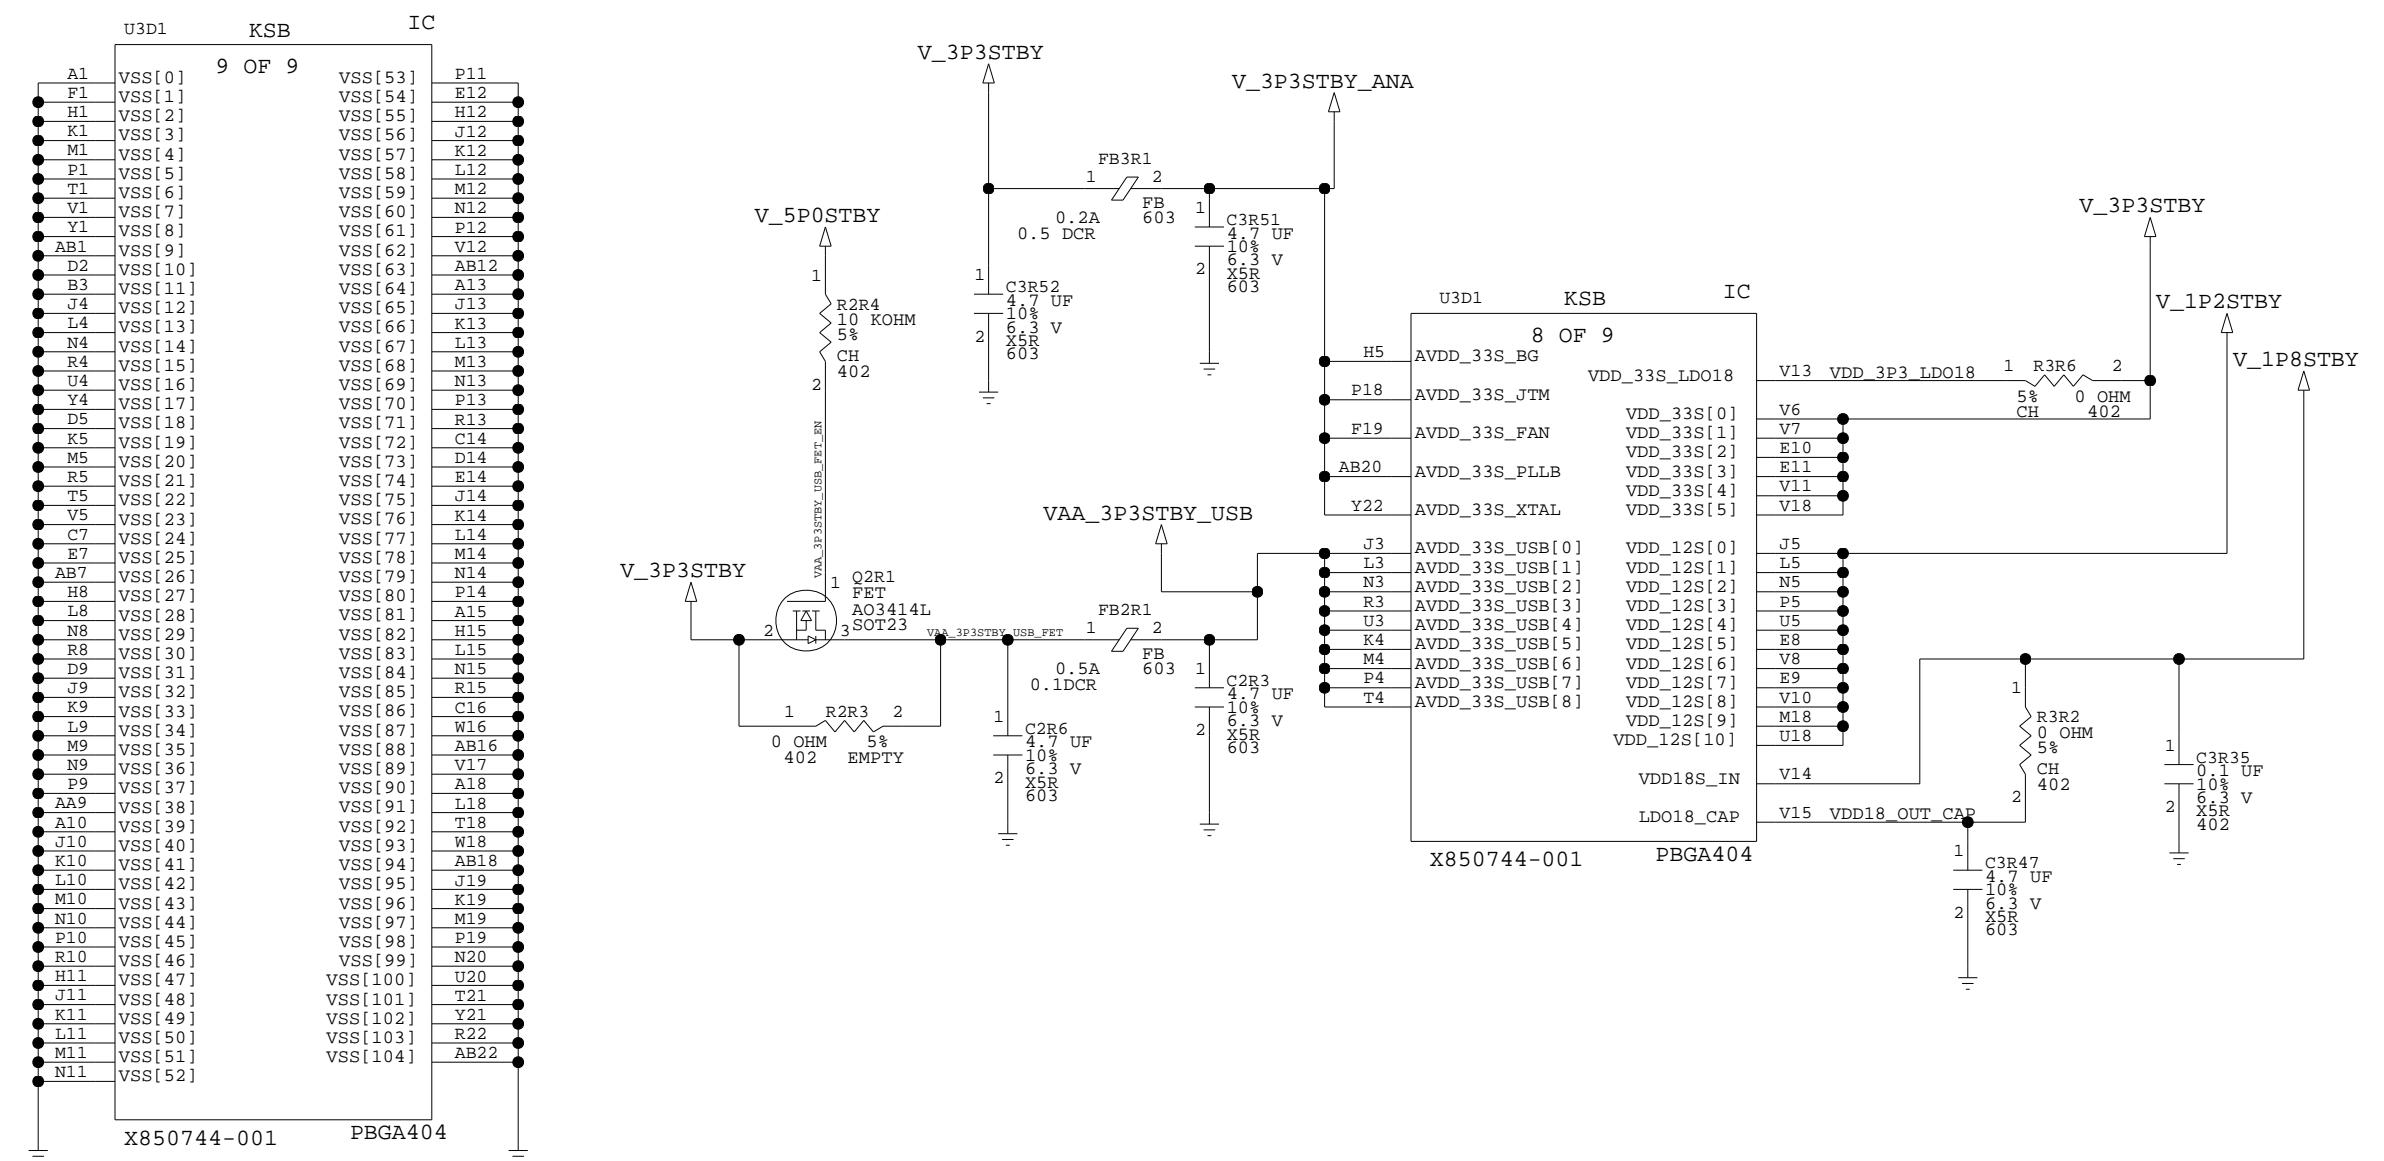 U3D1 KSB IC
9 OF 9
A1 VSS[0] VSS[53] P11
F1 VSS[1] VSS[54] E12
H1 VSS[2] VSS[55] H12
K1 VSS[3] VSS[56] J12
M1 VSS[4] VSS[57] K12
P1 VSS[5] VSS[58] L12
T1 VSS[6] VSS[59] M12
V1 VSS[7] VSS[60] N12
Y1 VSS[8] VSS[61] P12
AB1 VSS[9] VSS[62] V12
D2 VSS[10] VSS[63] AB12
B3 VSS[11] VSS[64] A13
J4 VSS[12] VSS[65] J13
L4 VSS[13] VSS[66] K13
N4 VSS[14] VSS[67] L13
R4 VSS[15] VSS[68] M13
U4 VSS[16] VSS[69] N13
Y4 VSS[17] VSS[70] P13
D5 VSS[18] VSS[71] R13
K5 VSS[19] VSS[72] C14
M5 VSS[20] VSS[73] D14
R5 VSS[21] VSS[74] E14
T5 VSS[22] VSS[75] J14
V5 VSS[23] VSS[76] K14
C7 VSS[24] VSS[77] L14
E7 VSS[25] VSS[78] M14
AB7 VSS[26] VSS[79] N14
H8 VSS[27] VSS[80] P14
L8 VSS[28] VSS[81] A15
N8 VSS[29] VSS[82] H15
R8 VSS[30] VSS[83] L15
D9 VSS[31] VSS[84] N15
J9 VSS[32] VSS[85] R15
K9 VSS[33] VSS[86] C16
L9 VSS[34] VSS[87] W16
M9 VSS[35] VSS[88] AB16
N9 VSS[36] VSS[89] V17
P9 VSS[37] VSS[90] A18
AA9 VSS[38] VSS[91] L18
A10 VSS[39] VSS[92] T18
J10 VSS[40] VSS[93] W18
K10 VSS[41] VSS[94] AB18
L10 VSS[42] VSS[95] J19
M10 VSS[43] VSS[96] K19
N10 VSS[44] VSS[97] M19
P10 VSS[45] VSS[98] P19
R10 VSS[46] VSS[99] N20
H11 VSS[47] VSS[100] U20
J11 VSS[48] VSS[101] T21
K11 VSS[49] VSS[102] Y21
L11 VSS[50] VSS[103] R22
M11 VSS[51] VSS[104] AB22
N11 VSS[52]
X850744-001 PBGA404
V_5P0STBY
1
R2R4
10 KOHM
5%
CH
402
2
VAA_3P3STBY_USB_FET_EN
V_3P3STBY
1
Q2R1
FET
AO3414L
SOT23
2 3
VAA_3P3STBY_USB_FET
1 R2R3 2
0 OHM 5%
402 EMPTY
V_3P3STBY
1
C3R52
4.7 UF
10%
6.3 V
2 X5R
603
FB3R1
1 2
0.2A FB
0.5 DCR 603
V_3P3STBY_ANA
1
C3R51
4.7 UF
10%
6.3 V
2 X5R
603
VAA_3P3STBY_USB
FB2R1
1 2
0.5A FB
0.1DCR 603
1
C2R6
4.7 UF
10%
6.3 V
2 X5R
603
1
C2R3
4.7 UF
10%
6.3 V
2 X5R
603
U3D1 KSB IC
8 OF 9
H5 AVDD_33S_BG
P18 AVDD_33S_JTM
F19 AVDD_33S_FAN
AB20 AVDD_33S_PLLB
Y22 AVDD_33S_XTAL
J3 AVDD_33S_USB[0]
L3 AVDD_33S_USB[1]
N3 AVDD_33S_USB[2]
R3 AVDD_33S_USB[3]
U3 AVDD_33S_USB[4]
K4 AVDD_33S_USB[5]
M4 AVDD_33S_USB[6]
P4 AVDD_33S_USB[7]
T4 AVDD_33S_USB[8]
VDD_33S_LDO18 V13 VDD_3P3_LDO18
VDD_33S[0] V6
VDD_33S[1] V7
VDD_33S[2] E10
VDD_33S[3] E11
VDD_33S[4] V11
VDD_33S[5] V18
VDD_12S[0] J5
VDD_12S[1] L5
VDD_12S[2] N5
VDD_12S[3] P5
VDD_12S[4] U5
VDD_12S[5] E8
VDD_12S[6] V8
VDD_12S[7] E9
VDD_12S[8] V10
VDD_12S[9] M18
VDD_12S[10] U18
VDD18S_IN V14
LDO18_CAP V15 VDD18_OUT_CAP
X850744-001 PBGA404
V_3P3STBY
V_1P2STBY
V_1P8STBY
1 R3R6 2
5% 0 OHM
CH 402
1
R3R2
0 OHM
5%
CH
402
2
1
C3R35
0.1 UF
10%
6.3 V
2 X5R
402
1
C3R47
4.7 UF
10%
6.3 V
2 X5R
603